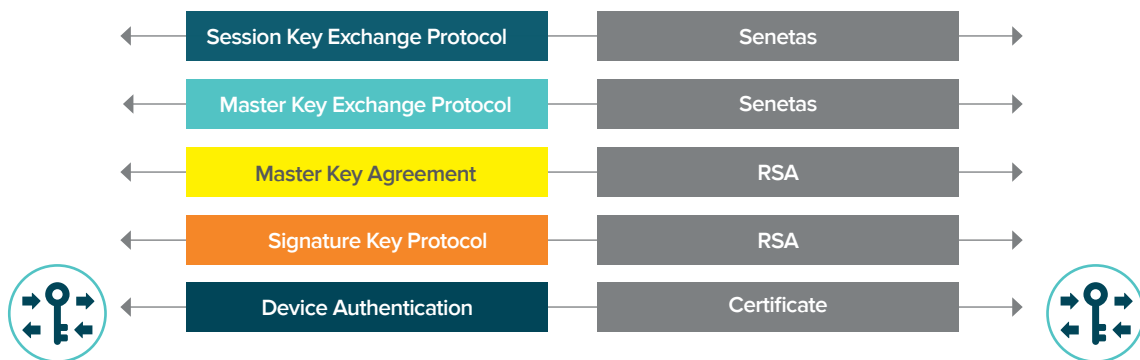 Session Key Exchange Protocol
Senetas
Master Key Exchange Protocol
Senetas
Master Key Agreement
RSA
Signature Key Protocol
RSA
Device Authentication
Certificate